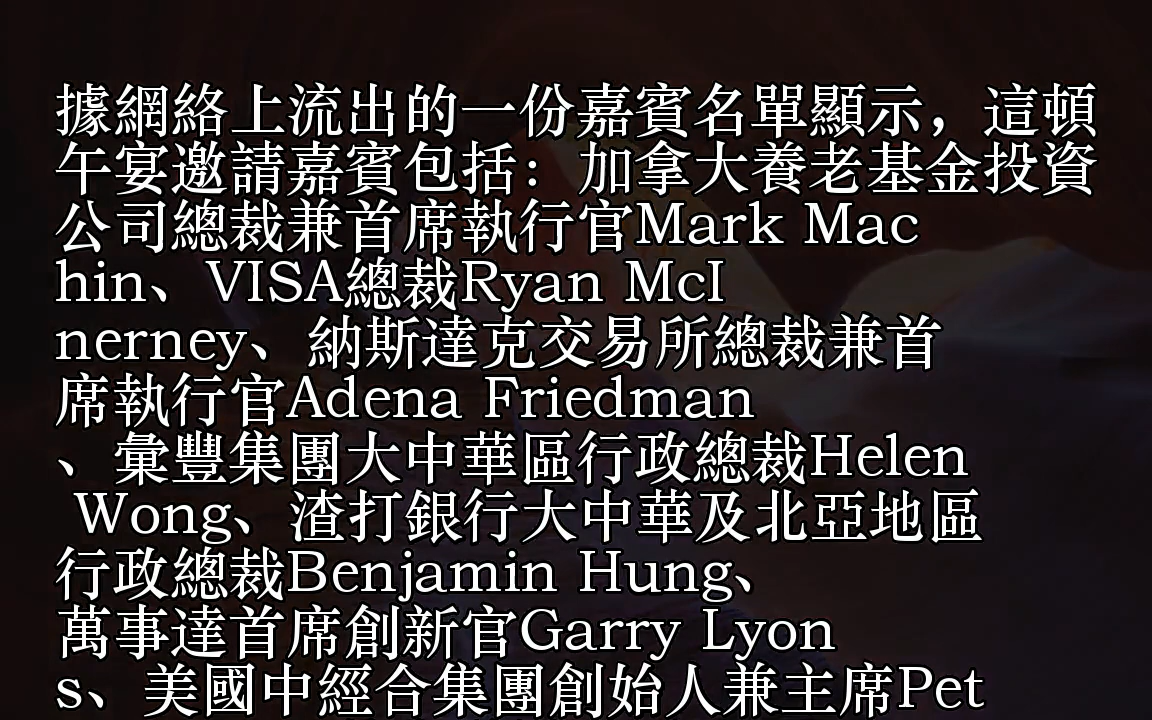 據網絡上流出的一份嘉賓名單顯示，這頓
午宴邀請嘉賓包括：加拿大養老基金投資
公司總裁兼首席執行官Mark Mac
hin、VISA總裁Ryan McI
nerney、納斯達克交易所總裁兼首
席執行官Adena Friedman
、彙豐集團大中華區行政總裁Helen
Wong、渣打銀行大中華及北亞地區
行政總裁Benjamin Hung、
萬事達首席創新官Garry Lyon
s、美國中經合集團創始人兼主席Pet